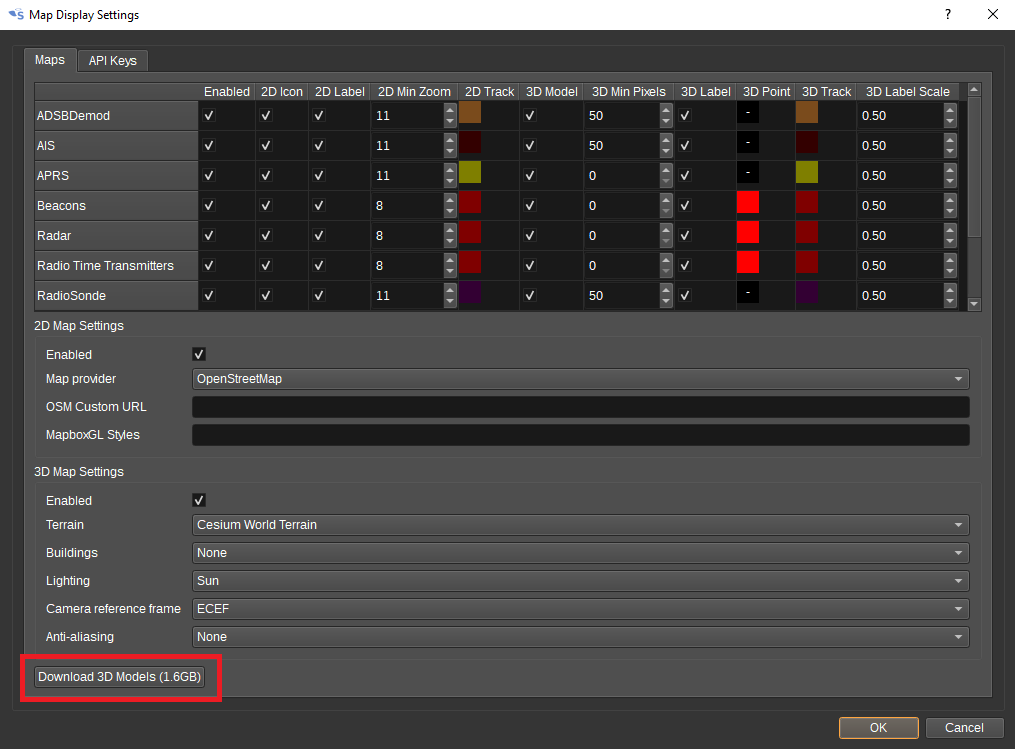 Map Display Settings
?
Maps API Keys
Enabled 2D Icon 2D Label 2D Min Zoom 2D Track 3D Model 3D Min Pixels 3D Label 3D Point 3D Track 3D Label Scale
ADSBDemod 11 50 - 0.50
AIS 11 50 - 0.50
APRS 11 0 - 0.50
Beacons 8 0 0.50
Radar 8 0 0.50
Radio Time Transmitters 8 0 0.50
RadioSonde 11 50 - 0.50
2D Map Settings
Enabled
Map provider OpenStreetMap
OSM Custom URL
MapboxGL Styles
3D Map Settings
Enabled
Terrain Cesium World Terrain
Buildings None
Lighting Sun
Camera reference frame ECEF
Anti-aliasing None
Download 3D Models (1.6GB)
OK Cancel